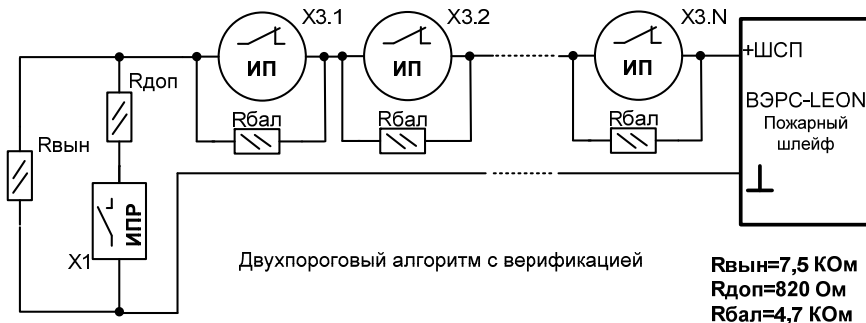 X3.1
X3.2
X3.N
ИП
ИП
ИП
+ШСП
Rдоп
Rбал
Rбал
Rбал
ВЭРС-LEON
Пожарный
шлейф
Rвын
ИПР
X1
Двухпороговый алгоритм с верификацией
Rвын=7,5 КОм
Rдоп=820 Ом
Rбал=4,7 КОм